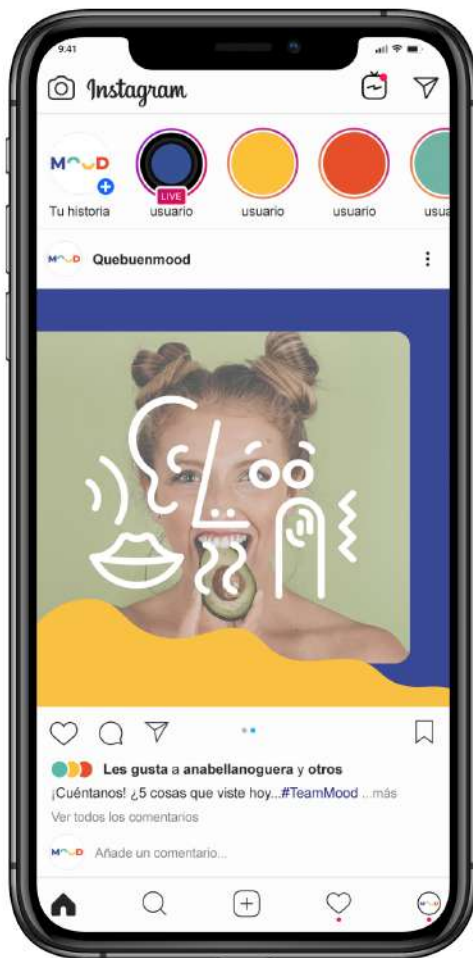 9:41
Instagram
MOOD
LIVE
Tu historia
usuario
usuario
usuario
usua
MOOD
Quebuenmood
Les gusta a anabellanoguera y otros
¡Cuéntanos! ¿5 cosas que viste hoy...#TeamMood ...más
Ver todos los comentarios
MOOD
Añade un comentario...